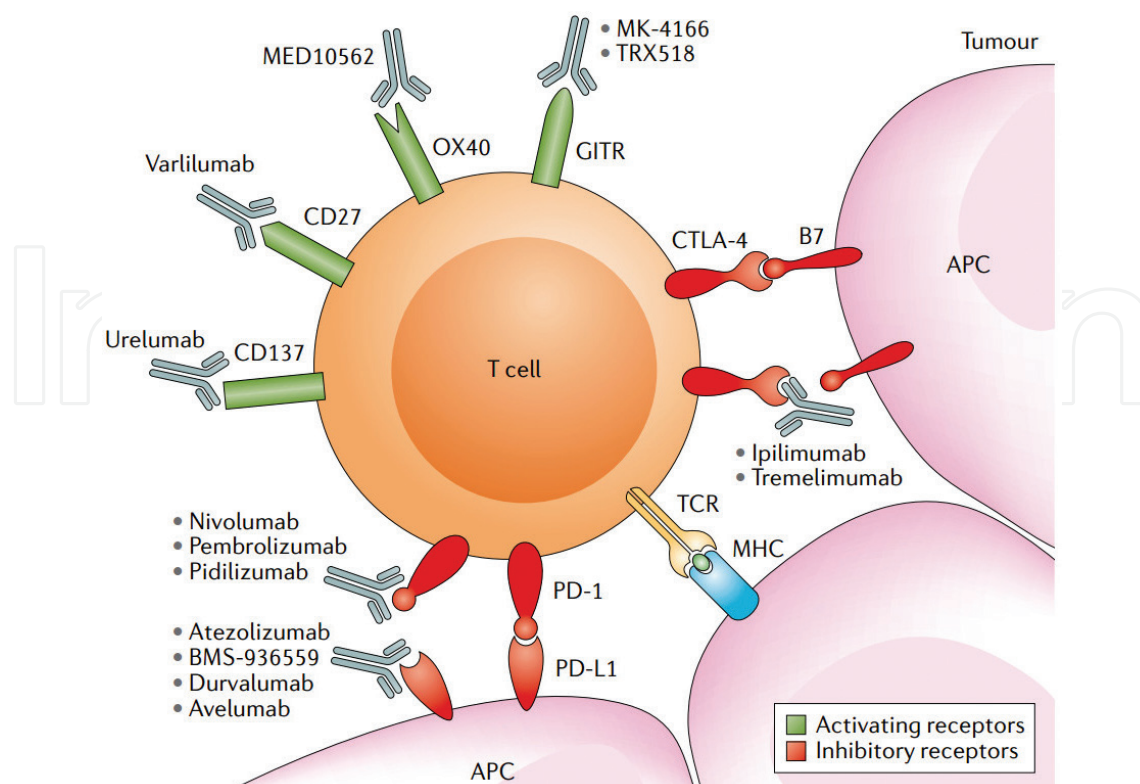 MED10562
• MK-4166
• TRX518
Tumour
OX40
GITR
Varlilumab
CD27
CTLA-4
B7
APC
Urelumab
CD137
T cell
• Ipilimumab
• Tremelimumab
TCR
MHC
• Nivolumab
• Pembrolizumab
• Pidilizumab
PD-1
• Atezolizumab
• BMS-936559
• Durvalumab
• Avelumab
PD-L1
APC
Activating receptors
Inhibitory receptors